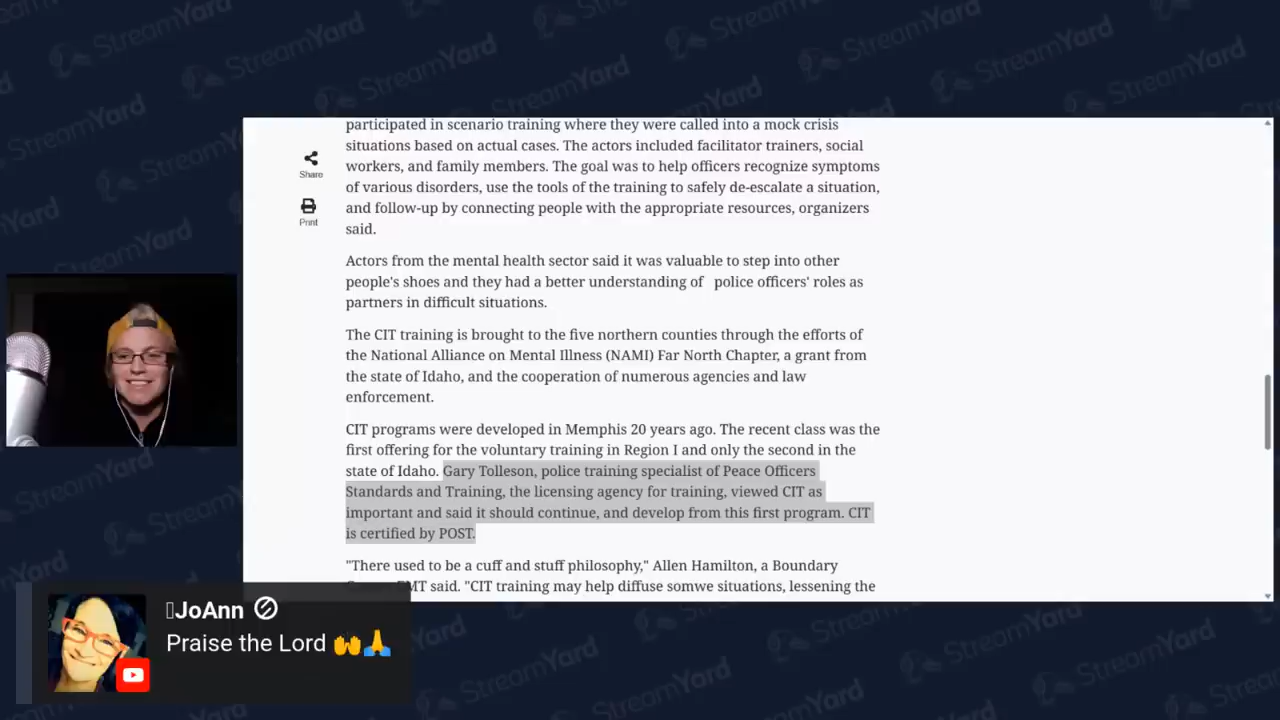 StreamYard
participated in scenario training where they were called into a mock crisis
situations based on actual cases. The actors included facilitator trainers, social
workers, and family members. The goal was to help officers recognize symptoms
of various disorders, use the tools of the training to safely de-escalate a situation,
and follow-up by connecting people with the appropriate resources, organizers
said.
Share
Print
Actors from the mental health sector said it was valuable to step into other
people's shoes and they had a better understanding of police officers' roles as
partners in difficult situations.
The CIT training is brought to the five northern counties through the efforts of
the National Alliance on Mental Illness (NAMI) Far North Chapter, a grant from
the state of Idaho, and the cooperation of numerous agencies and law
enforcement.
CIT programs were developed in Memphis 20 years ago. The recent class was the
first offering for the voluntary training in Region I and only the second in the
state of Idaho. Gary Tolleson, police training specialist of Peace Officers
Standards and Training, the licensing agency for training, viewed CIT as
important and said it should continue, and develop from this first program. CIT
is certified by POST.
"There used to be a cuff and stuff philosophy," Allen Hamilton, a Boundary
EMT said. "CIT training may help diffuse somwe situations, lessening the
JoAnn
Praise the Lord 🙌🙏